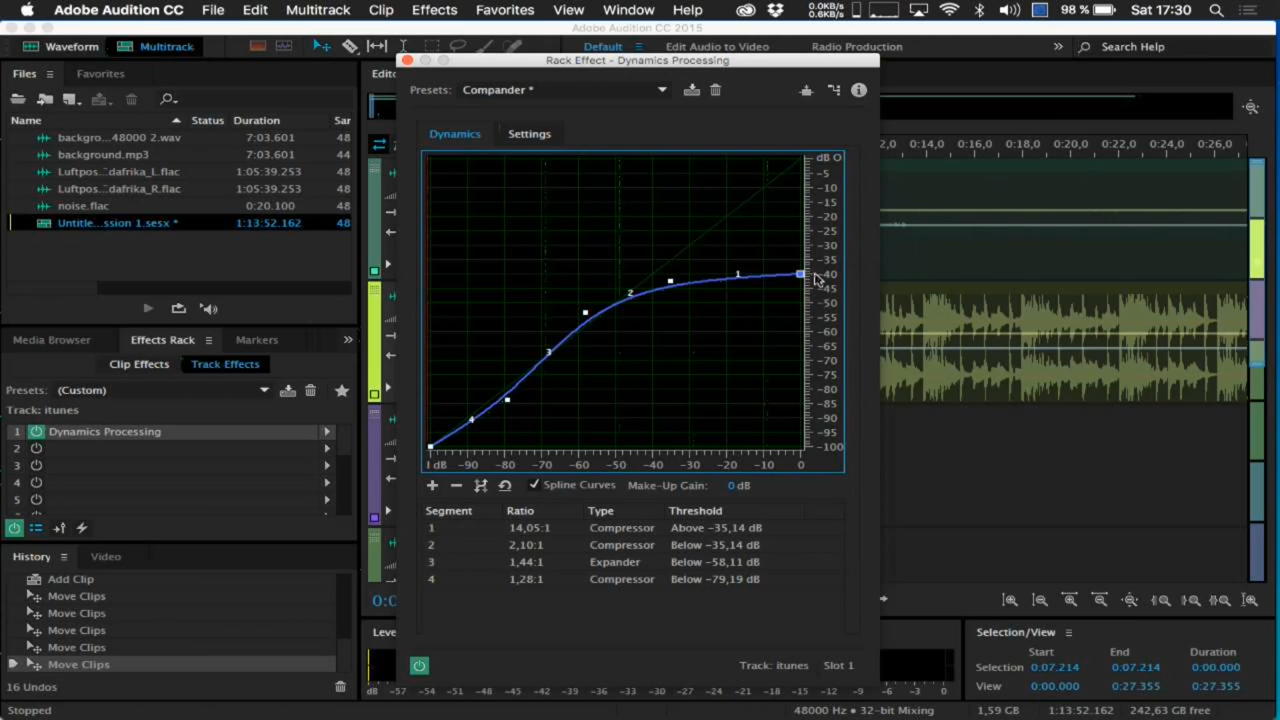 Adobe Audition CC File Multitrack Clip Effects Favorites View Window Help 0.0KB/s 0.6KB/s 98 % Sat 17:30
Adobe Audition CC 2015
Waveform Multitrack Default Edit Audio to Video Radio Production Search Help
Rack Effect - Dynamics Processing
Files Favorites
Presets: Compander *
Name Status Duration
backgro...48000 2.wav 7:03.601 48
background.mp3 7:03.601 44
Luftpos...dafrika_L.flac 1:05:39.253 48
Luftpos...dafrika_R.flac 1:05:39.253 48
noise.flac 0:20.100 48
Untitle...ssion 1.sesx * 1:13:52.162 48
Dynamics Settings
0:14,0 0:16,0 0:18,0 0:20,0 0:22,0 0:24,0 0:26,0
dB 0
-5
-10
-15
-20
-25
-30
-35
-40
-45
-50
-55
-60
-65
-70
-75
-80
-85
-90
-95
-100
1
2
3
4
dB -90 -80 -70 -60 -50 -40 -30 -20 -10 0
Spline Curves Make-Up Gain: 0 dB
Segment Ratio Type Threshold
1 14,05:1 Compressor Above -35,14 dB
2 2,10:1 Compressor Below -35,14 dB
3 1,44:1 Expander Below -58,11 dB
4 1,28:1 Compressor Below -79,19 dB
Track: itunes Slot 1
Media Browser Effects Rack Markers
Clip Effects Track Effects
Presets: (Custom)
Track: itunes
1 Dynamics Processing
2
3
4
5
History Video
Add Clip
Move Clips
Move Clips
Move Clips
Move Clips
Move Clips
16 Undos
Stopped
dB -57 -54 -51 -48 -45 -42 -39 -36 -33 -30 -27 -24 -21 -18 -15 -12 -9 -6 -3 0
Selection/View
Start End Duration
Selection 0:07.214 0:07.214 0:00.000
View 0:00.000 0:27.355 0:27.355
48000 Hz • 32-bit Mixing 1,59 GB 1:13:52.162 242,63 GB free